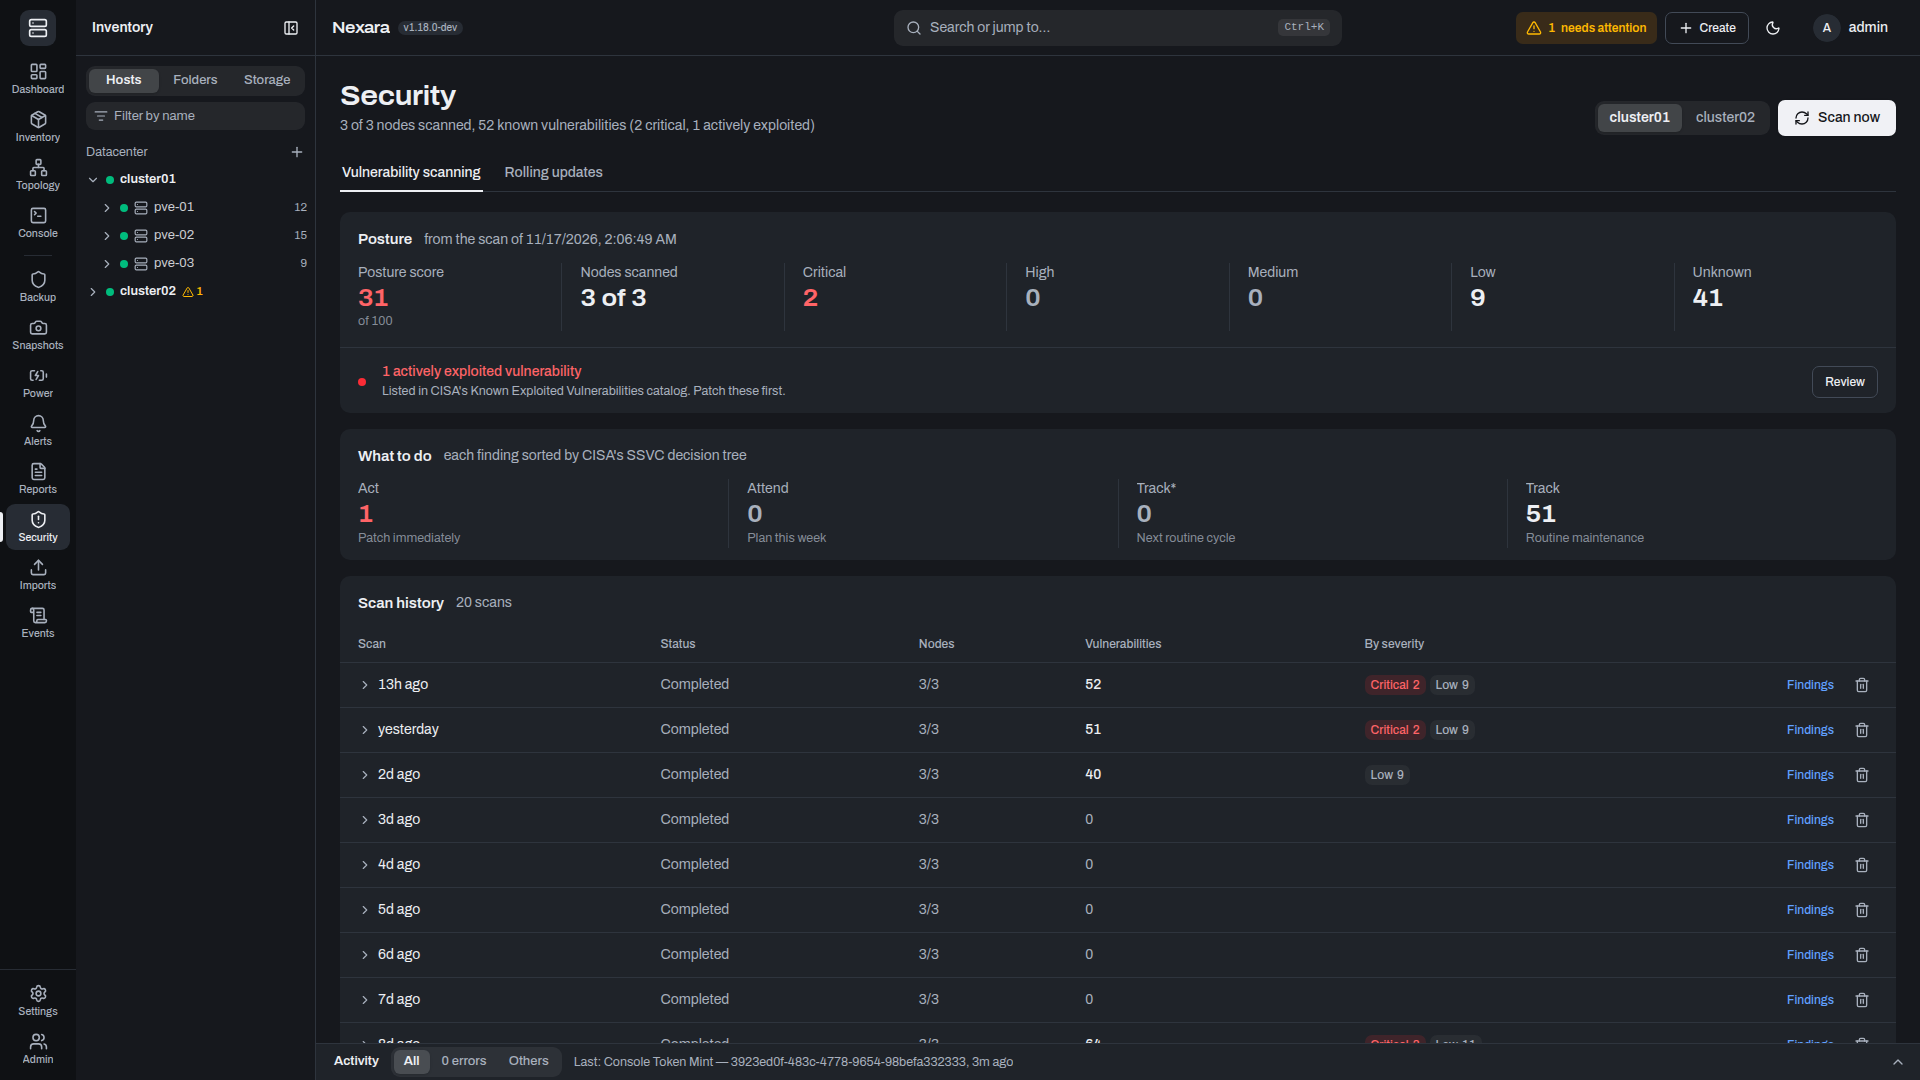 Inventory
Nexara v1.18.0-dev
Search or jump to... Ctrl+K
1 needs attention
Create
A admin
Dashboard
Inventory
Topology
Console
Backup
Snapshots
Power
Alerts
Reports
Security
Imports
Events
Settings
Admin
Hosts Folders Storage
Filter by name
Datacenter
cluster01
pve-01 12
pve-02 15
pve-03 9
cluster02 1
Security
3 of 3 nodes scanned, 52 known vulnerabilities (2 critical, 1 actively exploited)
cluster01 cluster02 Scan now
Vulnerability scanning Rolling updates
Posture from the scan of 11/17/2026, 2:06:49 AM
Posture score Nodes scanned Critical High Medium Low Unknown
31 3 of 3 2 0 0 9 41
of 100
1 actively exploited vulnerability
Listed in CISA's Known Exploited Vulnerabilities catalog. Patch these first.
Review
What to do each finding sorted by CISA's SSVC decision tree
Act Attend Track* Track
1 0 0 51
Patch immediately Plan this week Next routine cycle Routine maintenance
Scan history 20 scans
Scan Status Nodes Vulnerabilities By severity
13h ago Completed 3/3 52 Critical 2 Low 9 Findings
yesterday Completed 3/3 51 Critical 2 Low 9 Findings
2d ago Completed 3/3 40 Low 9 Findings
3d ago Completed 3/3 0 Findings
4d ago Completed 3/3 0 Findings
5d ago Completed 3/3 0 Findings
6d ago Completed 3/3 0 Findings
7d ago Completed 3/3 0 Findings
Activity All 0 errors Others Last: Console Token Mint — 3923ed0f-483c-4778-9654-98befa332333, 3m ago